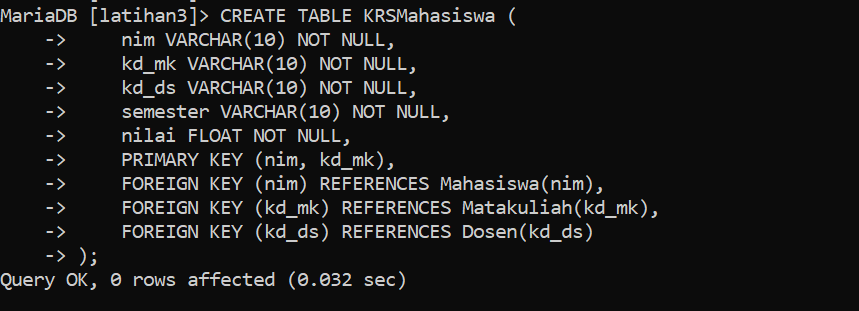 MariaDB [latihan3]> CREATE TABLE KRSMahasiswa (
    ->     nim VARCHAR(10) NOT NULL,
    ->     kd_mk VARCHAR(10) NOT NULL,
    ->     kd_ds VARCHAR(10) NOT NULL,
    ->     semester VARCHAR(10) NOT NULL,
    ->     nilai FLOAT NOT NULL,
    ->     PRIMARY KEY (nim, kd_mk),
    ->     FOREIGN KEY (nim) REFERENCES Mahasiswa(nim),
    ->     FOREIGN KEY (kd_mk) REFERENCES Matakuliah(kd_mk),
    ->     FOREIGN KEY (kd_ds) REFERENCES Dosen(kd_ds)
    -> );
Query OK, 0 rows affected (0.032 sec)